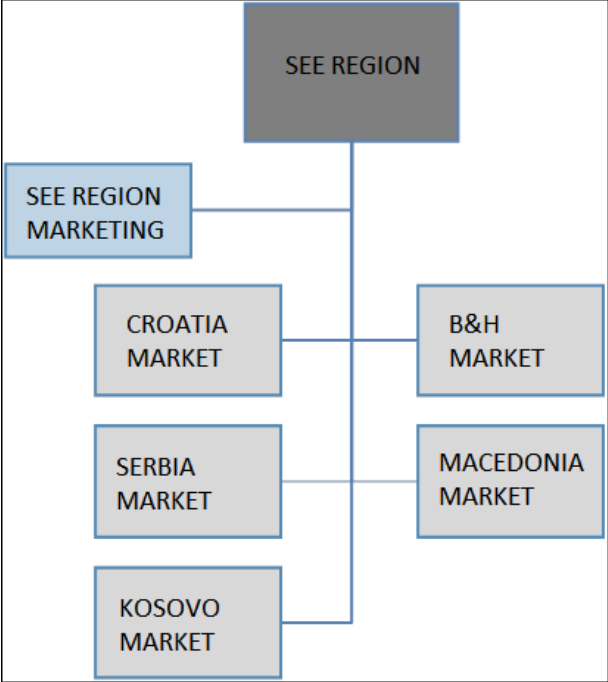 SEE REGION
SEE REGION
MARKETING
CROATIA
MARKET
B&H
MARKET
SERBIA
MARKET
MACEDONIA
MARKET
KOSOVO
MARKET